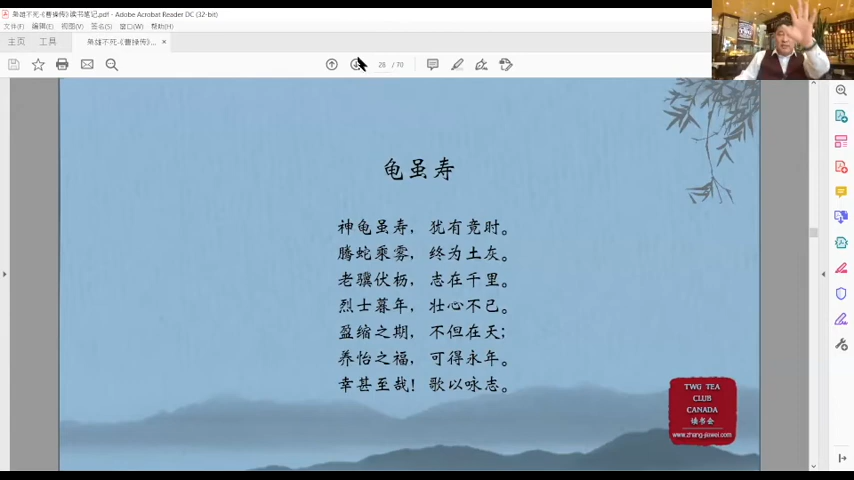 枭雄不死-《曹操传》读书笔记.pdf - Adobe Acrobat Reader DC (32-bit)
文件(F) 编辑(E) 视图(V) 签名(S) 窗口(W) 帮助(H)
主页 工具 枭雄不死-《曹操传》... ×
28 / 70
龟虽寿
神龟虽寿，犹有竟时。
腾蛇乘雾，终为土灰。
老骥伏枥，志在千里。
烈士暮年，壮心不已。
盈缩之期，不但在天；
养怡之福，可得永年。
幸甚至哉！歌以咏志。
TWG TEA
CLUB
CANADA
读书会
www.zhang-jiawei.com